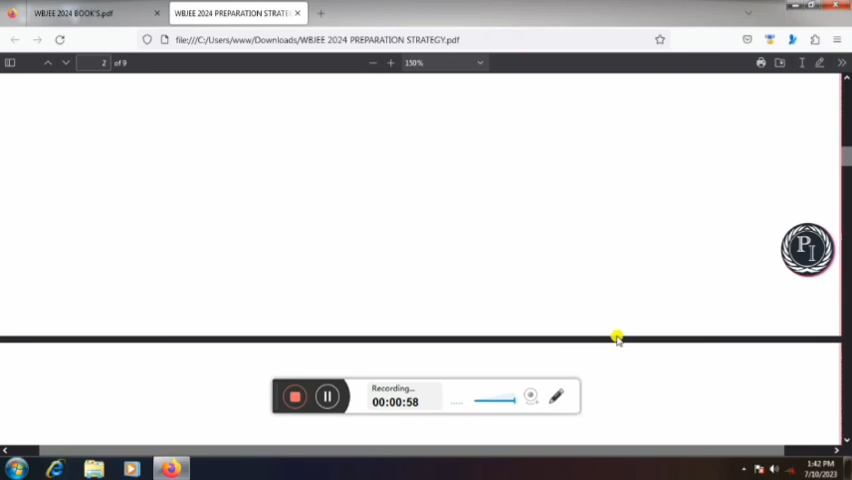 WBJEE 2024 BOOK'S.pdf
WBJEE 2024 PREPARATION STRATE
file:///C:/Users/www/Downloads/WBJEE 2024 PREPARATION STRATEGY.pdf
2 of 9
150%
PI
Recording...
00:00:58
1:42 PM
7/10/2023